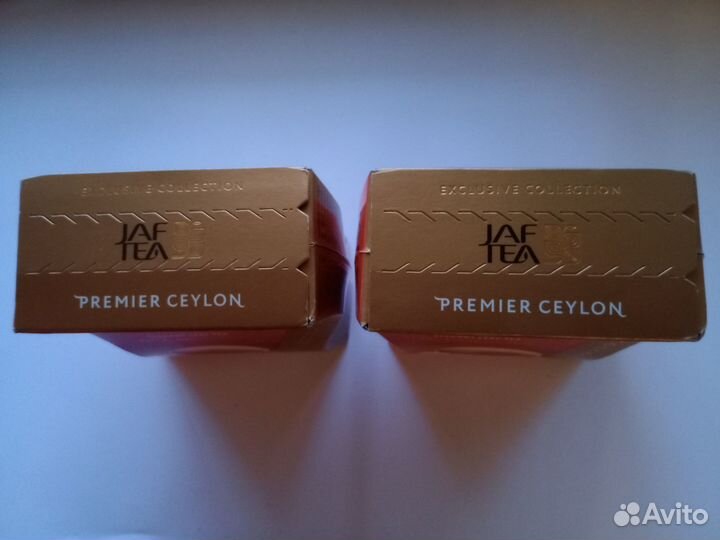 EXCLUSIVE COLLECTION
JAF
TEA
PREMIER CEYLON
EXCLUSIVE COLLECTION
JAF
TEA
PREMIER CEYLON
Avito